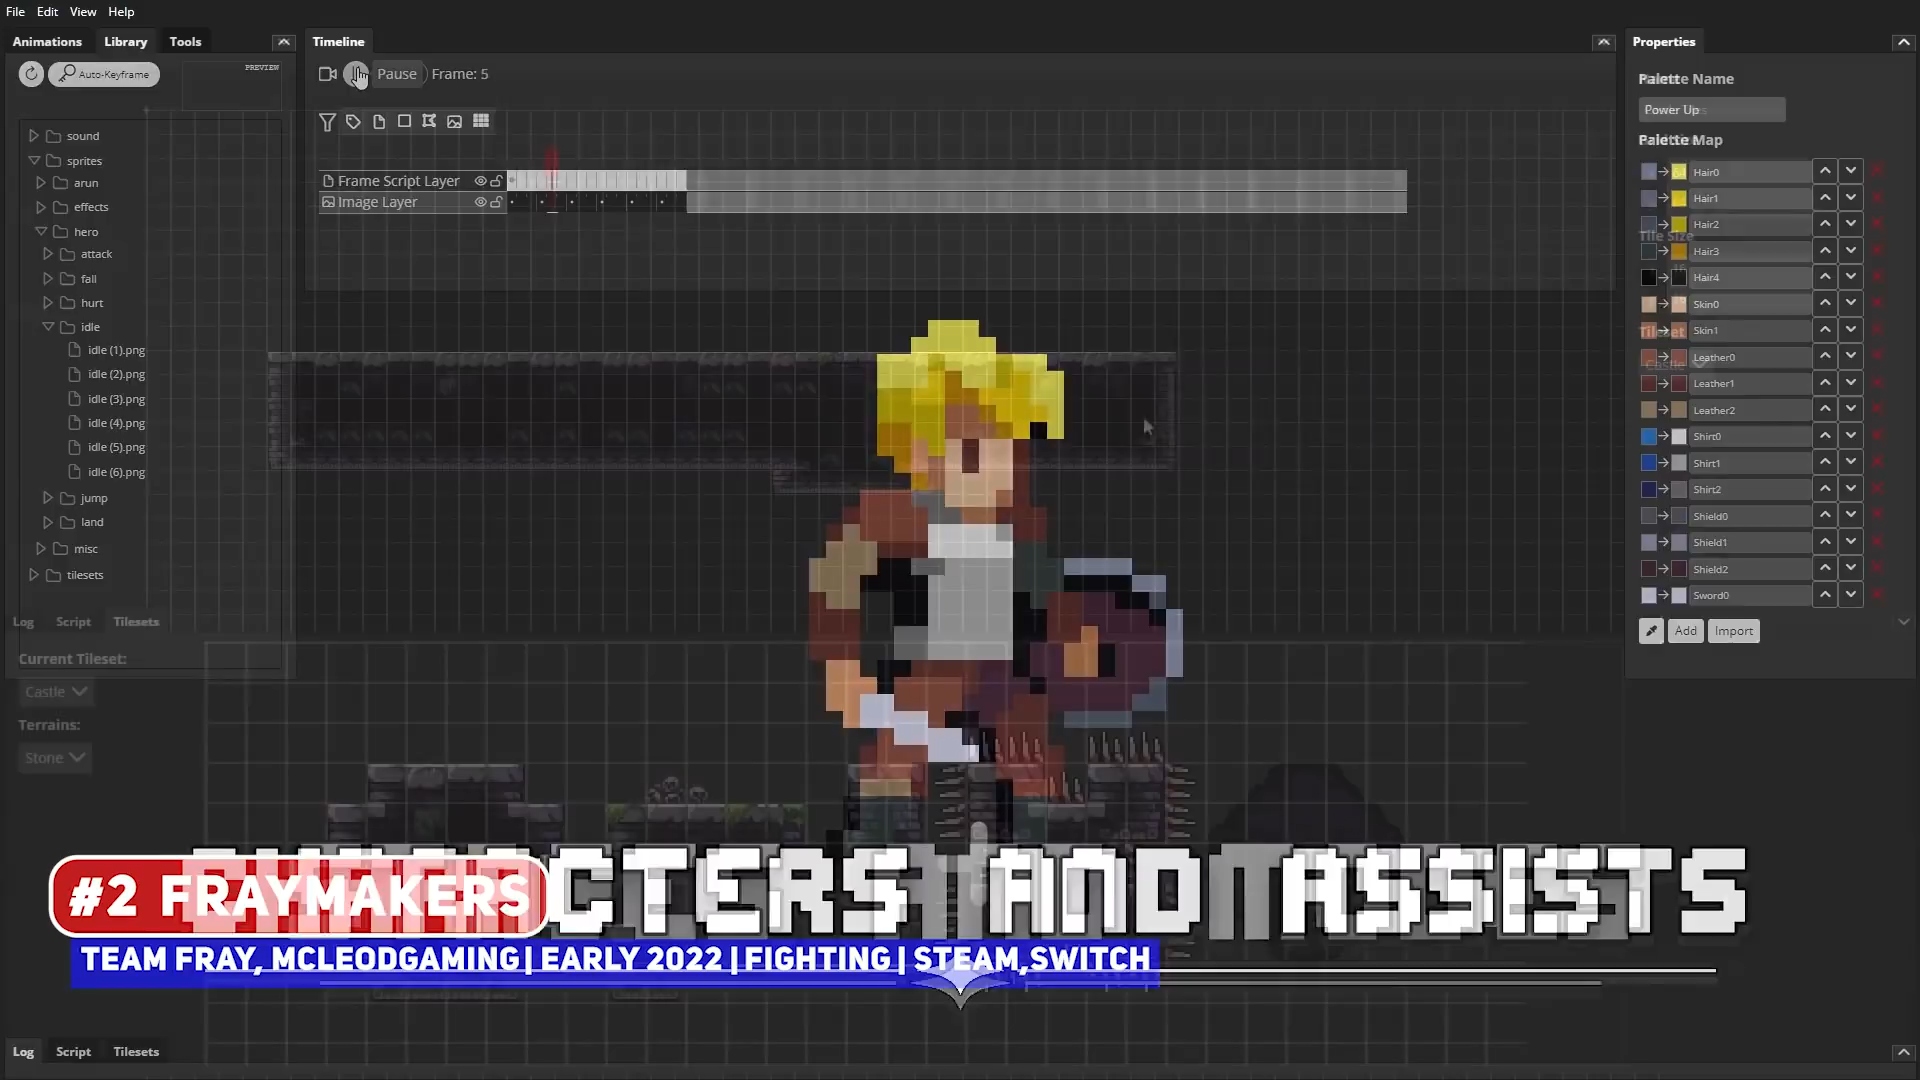 File Edit View Help
Animations Library Tools
Timeline
Properties
Auto-Keyframe
PREVIEW
Pause
Frame: 5
Frame Script Layer
Image Layer
sound
sprites
arun
effects
hero
attack
fall
hurt
idle
idle (1).png
idle (2).png
idle (3).png
idle (4).png
idle (5).png
idle (6).png
jump
land
misc
tilesets
Log Script Tilesets
Current Tileset:
Castle
Terrains:
Stone
Palette Name
Power Up
Palette Map
Hair0
Hair1
Hair2
Tile Size
Hair3
Hair4
Skin0
Skin1
Tileset
Leather0
Castle
Leather1
Leather2
Shirt0
Shirt1
Shirt2
Shield0
Shield1
Shield2
Sword0
Add Import
#2 FRAYMAKERS
AND ASSISTS
TEAM FRAY, MCLEODGAMING | EARLY 2022 | FIGHTING | STEAM,SWITCH
Log Script Tilesets